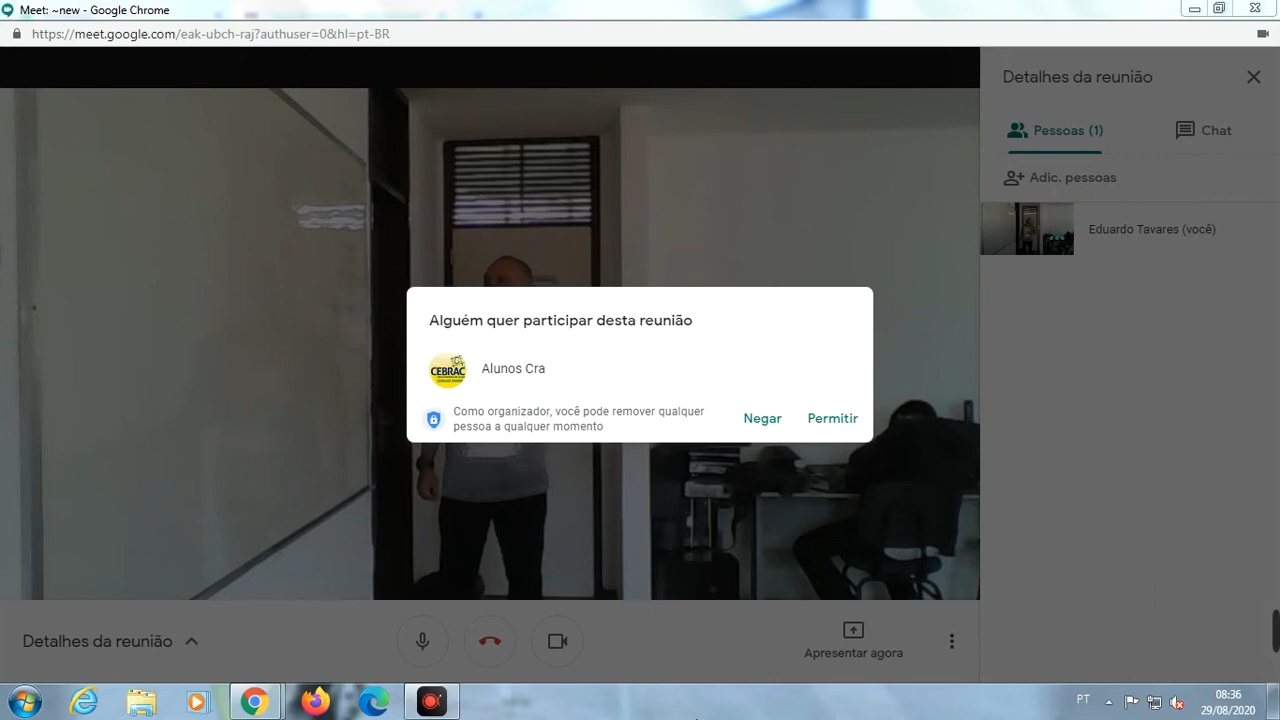 Meet: ~new - Google Chrome
https://meet.google.com/eak-ubch-raj?authuser=0&hl=pt-BR
Detalhes da reunião
Pessoas (1)
Chat
Adic. pessoas
Eduardo Tavares (você)
Alguém quer participar desta reunião
CEBRAC
Alunos Cra
Como organizador, você pode remover qualquer
pessoa a qualquer momento
Negar
Permitir
Detalhes da reunião
Apresentar agora
PT
08:36
29/08/2020